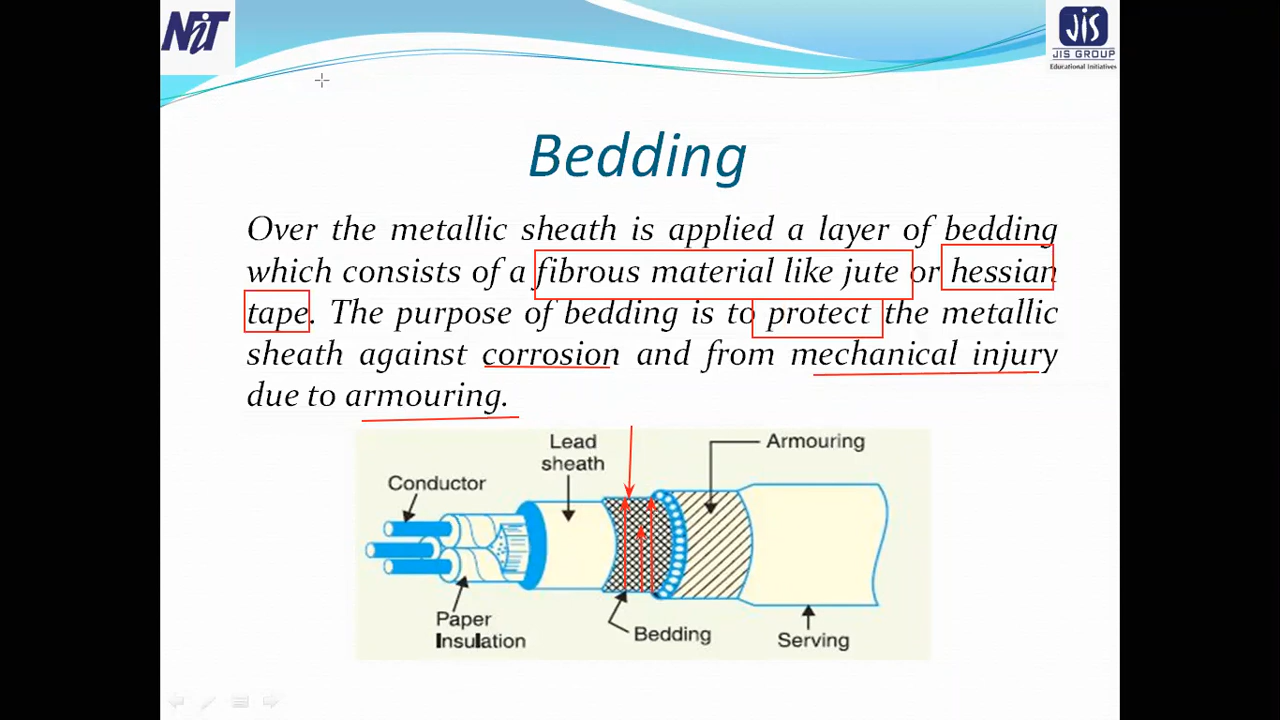 NiT
JIS
JIS GROUP
Educational Initiatives
Bedding
Over the metallic sheath is applied a layer of bedding
which consists of a fibrous material like jute or hessian
tape. The purpose of bedding is to protect the metallic
sheath against corrosion and from mechanical injury
due to armouring.
Lead
sheath
Armouring
Conductor
Paper
Insulation
Bedding
Serving